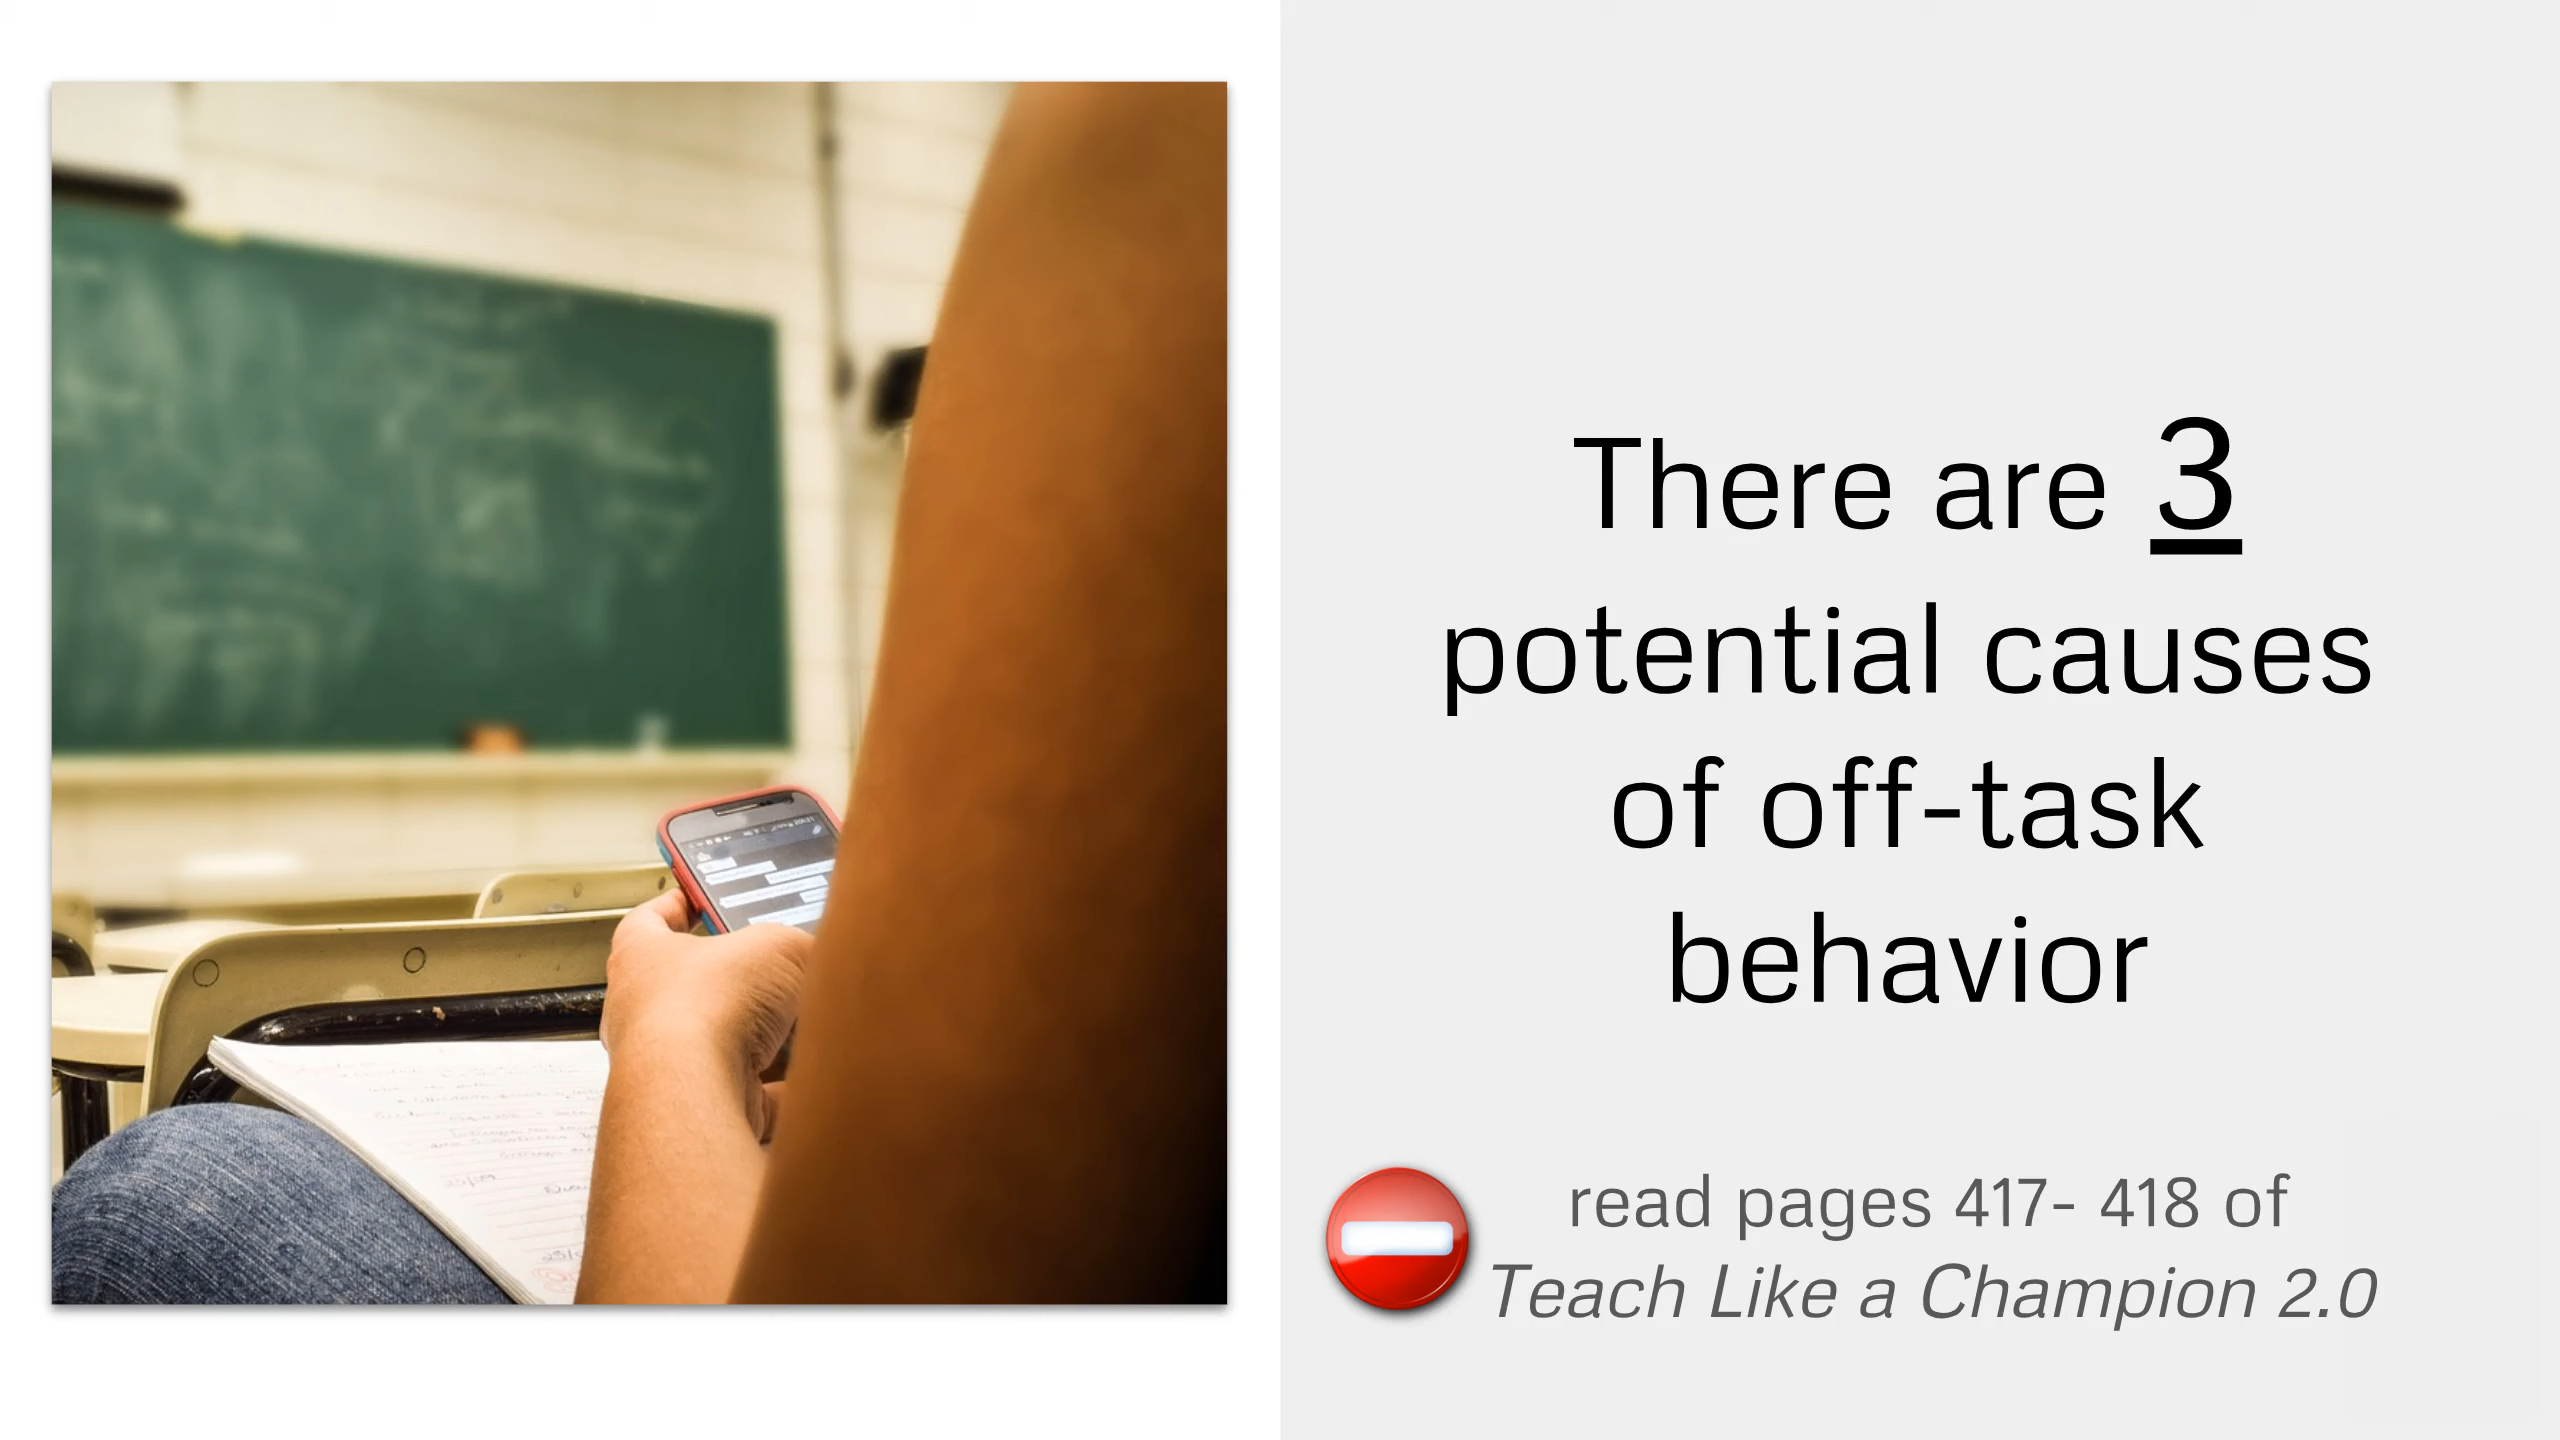 There are 3
potential causes
of off-task
behavior
read pages 417- 418 of
Teach Like a Champion 2.0